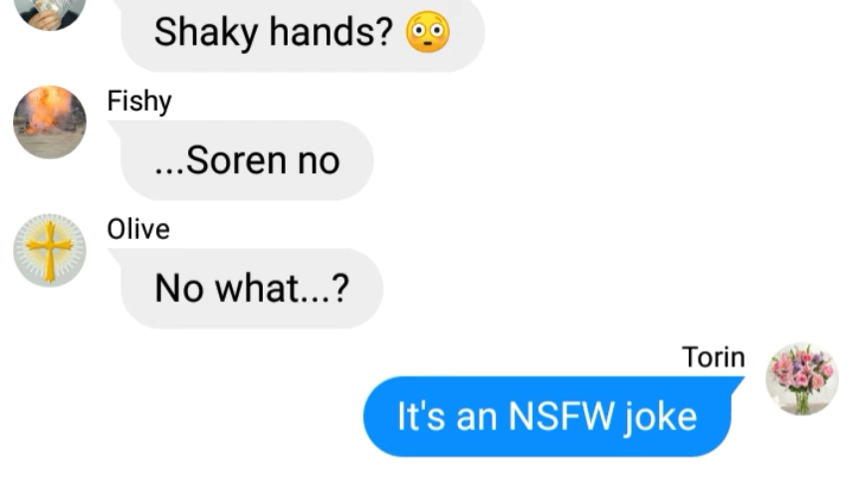 Shaky hands? 😳
Fishy
...Soren no
Olive
No what...?
Torin
It's an NSFW joke